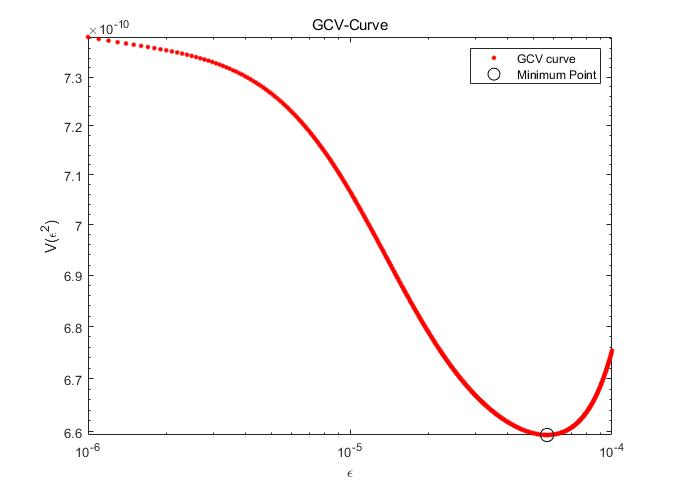 GCV-Curve
×10⁻¹⁰
GCV curve
Minimum Point
7.3
7.2
7.1
7
6.9
6.8
6.7
6.6
V(ϵ²)
10⁻⁶
10⁻⁵
10⁻⁴
ϵ